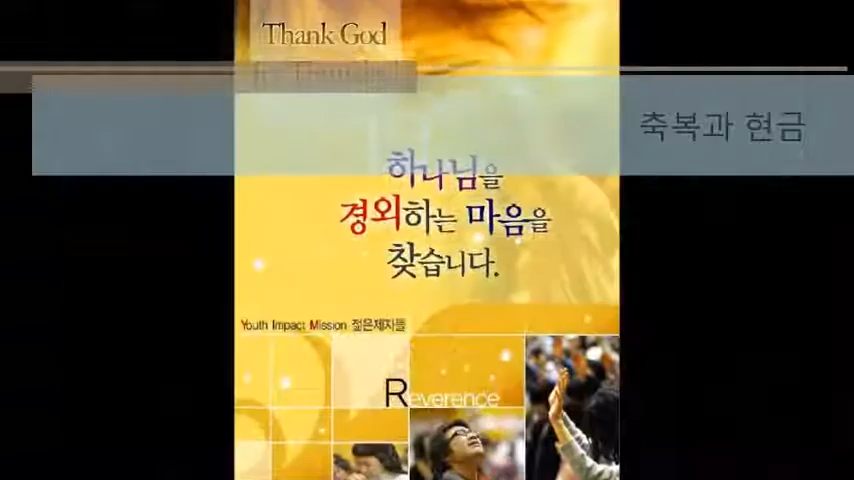 Thank God
축복과 현금
하나님을
경외하는 마음을
찾습니다.
Youth Impact Mission 젊은제자들
Reverence